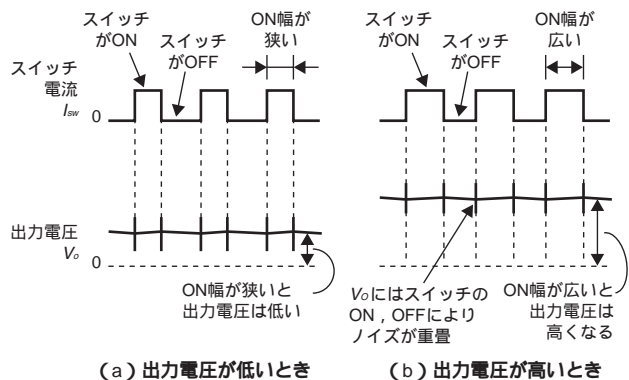 スイッチ
がON
スイッチ
がOFF
ON幅が
狭い
スイッチ
電流
Isw
0
出力電圧
Vo
0
ON幅が狭いと
出力電圧は低い
(a)出力電圧が低いとき
スイッチ
がON
スイッチ
がOFF
ON幅が
広い
Voにはスイッチの
ON,OFFにより
ノイズが重畳
ON幅が広いと
出力電圧は
高くなる
(b)出力電圧が高いとき